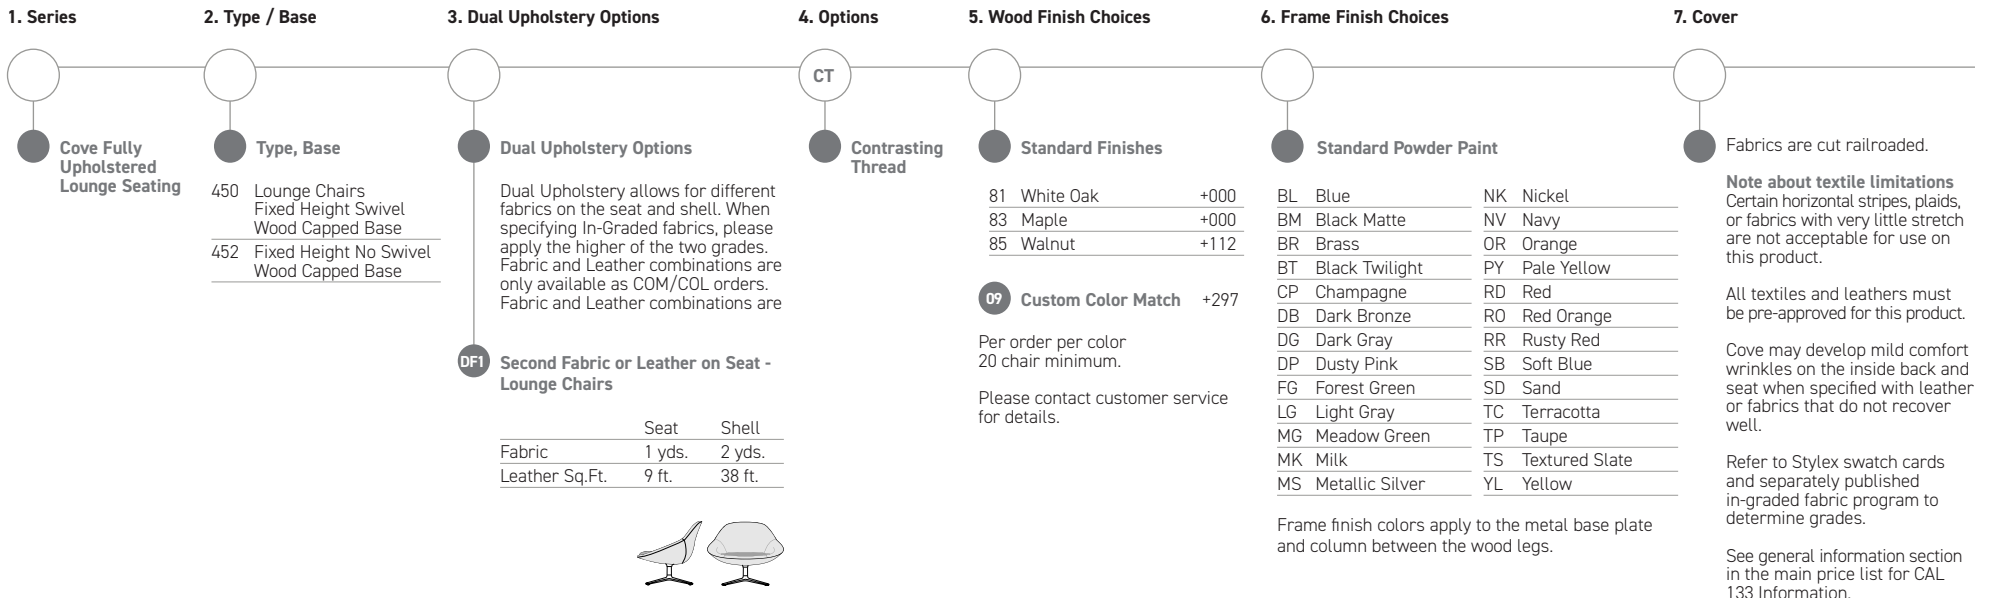 1. Series
Cove Fully
Upholstered
Lounge Seating
2. Type / Base
Type, Base
450 Lounge Chairs
Fixed Height Swivel
Wood Capped Base
452 Fixed Height No Swivel
Wood Capped Base
3. Dual Upholstery Options
Dual Upholstery Options
Dual Upholstery allows for different
fabrics on the seat and shell. When
specifying In-Graded fabrics, please
apply the higher of the two grades.
Fabric and Leather combinations are
only available as COM/COL orders.
Fabric and Leather combinations are
DF1 Second Fabric or Leather on Seat -
Lounge Chairs
Seat Shell
Fabric 1 yds. 2 yds.
Leather Sq.Ft. 9 ft. 38 ft.
4. Options
CT
Contrasting
Thread
5. Wood Finish Choices
Standard Finishes
81 White Oak +000
83 Maple +000
85 Walnut +112
09 Custom Color Match +297
Per order per color
20 chair minimum.
Please contact customer service
for details.
6. Frame Finish Choices
Standard Powder Paint
BL Blue
BM Black Matte
BR Brass
BT Black Twilight
CP Champagne
DB Dark Bronze
DG Dark Gray
DP Dusty Pink
FG Forest Green
LG Light Gray
MG Meadow Green
MK Milk
MS Metallic Silver
NK Nickel
NV Navy
OR Orange
PY Pale Yellow
RD Red
RO Red Orange
RR Rusty Red
SB Soft Blue
SD Sand
TC Terracotta
TP Taupe
TS Textured Slate
YL Yellow
Frame finish colors apply to the metal base plate
and column between the wood legs.
7. Cover
Fabrics are cut railroaded.
Note about textile limitations
Certain horizontal stripes, plaids,
or fabrics with very little stretch
are not acceptable for use on
this product.
All textiles and leathers must
be pre-approved for this product.
Cove may develop mild comfort
wrinkles on the inside back and
seat when specified with leather
or fabrics that do not recover
well.
Refer to Stylex swatch cards
and separately published
in-graded fabric program to
determine grades.
See general information section
in the main price list for CAL
133 Information.